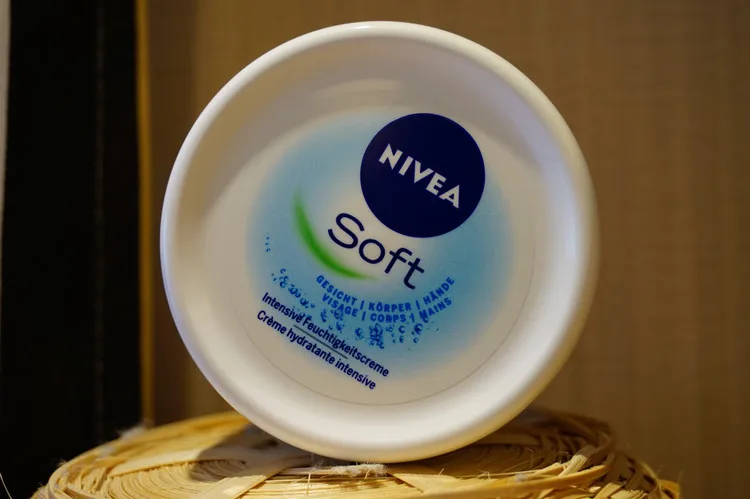 NIVEA
Soft
GESICHT | KÖRPER | HÄNDE
VISAGE | CORPS | MAINS
Intensive Feuchtigkeitscreme
Crème hydratante intensive